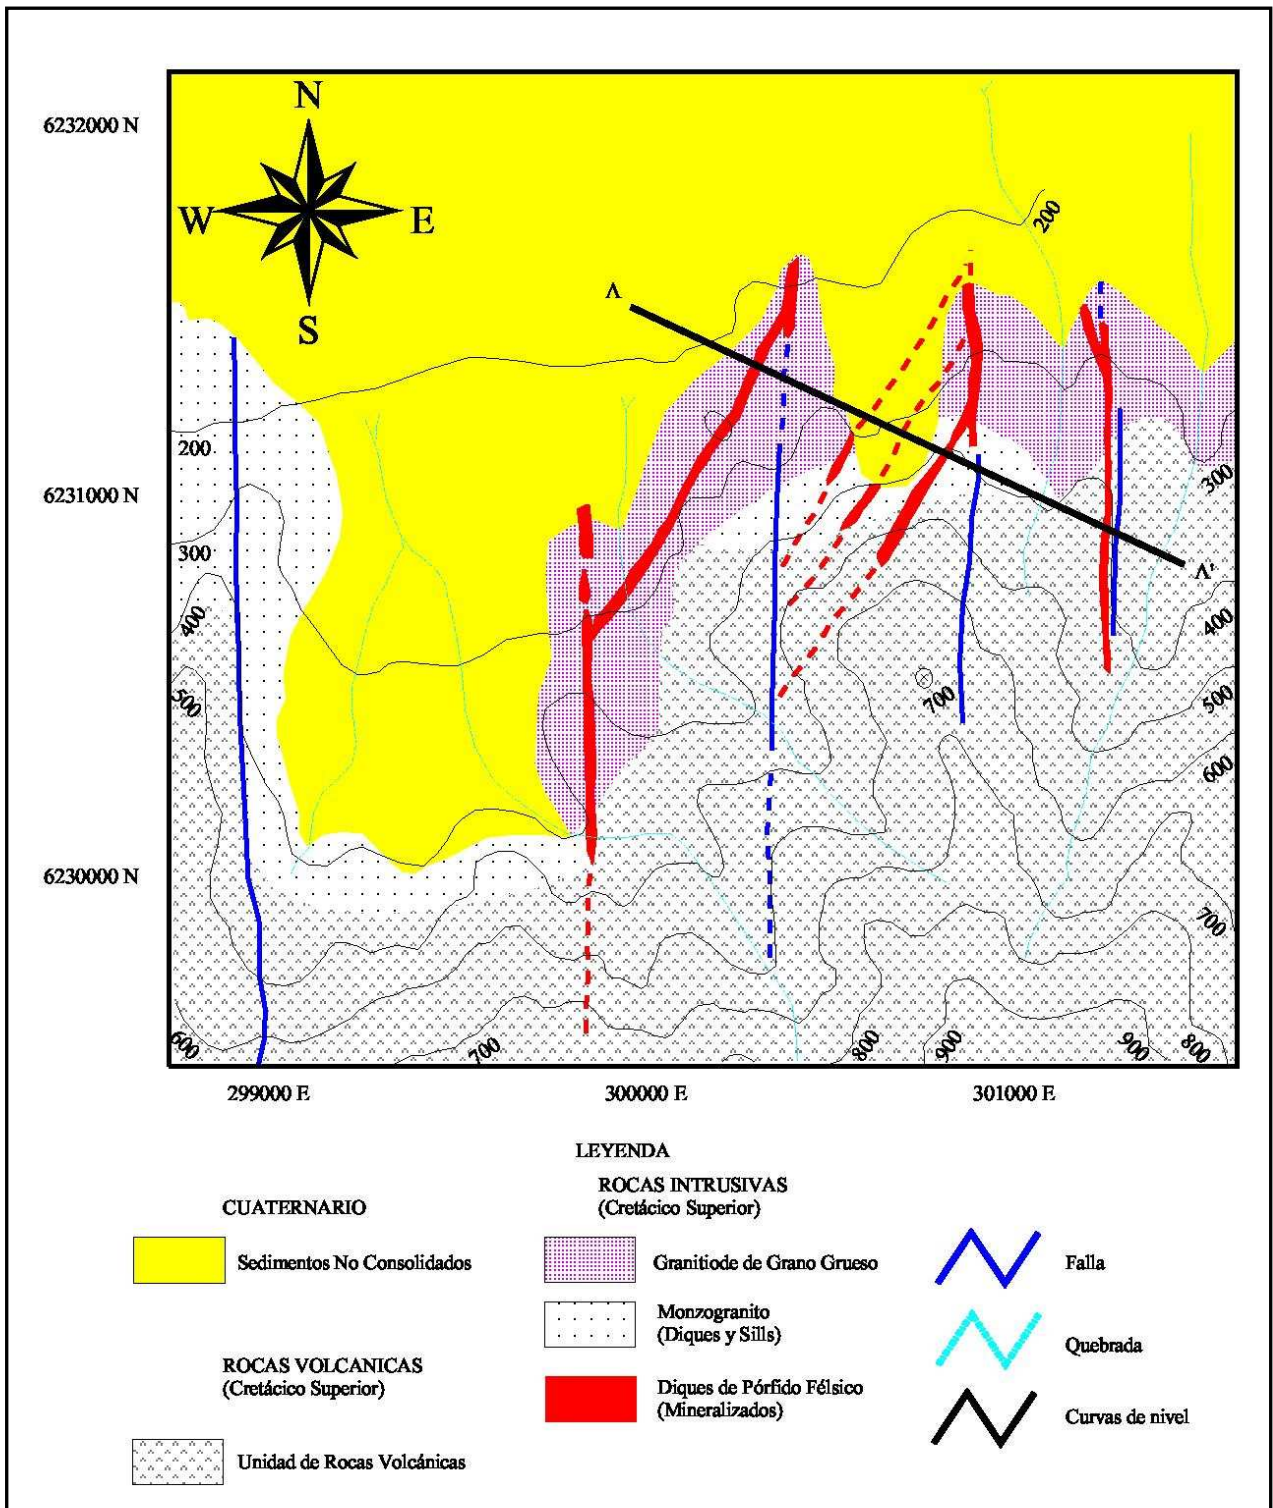 N
6232000 N
W
E
200
S
A
200
6231000 N
300
300
A'
400
400
500
700
500
600
6230000 N
700
600
700
800
900
900
800
299000 E
300000 E
301000 E
LEYENDA
ROCAS INTRUSIVAS
(Cretácico Superior)
CUATERNARIO
Sedimentos No Consolidados
Granitiode de Grano Grueso
Falla
Monzogranito
(Diques y Sills)
Quebrada
ROCAS VOLCANICAS
(Cretácico Superior)
Diques de Pórfido Félsico
(Mineralizados)
Curvas de nivel
Unidad de Rocas Volcánicas